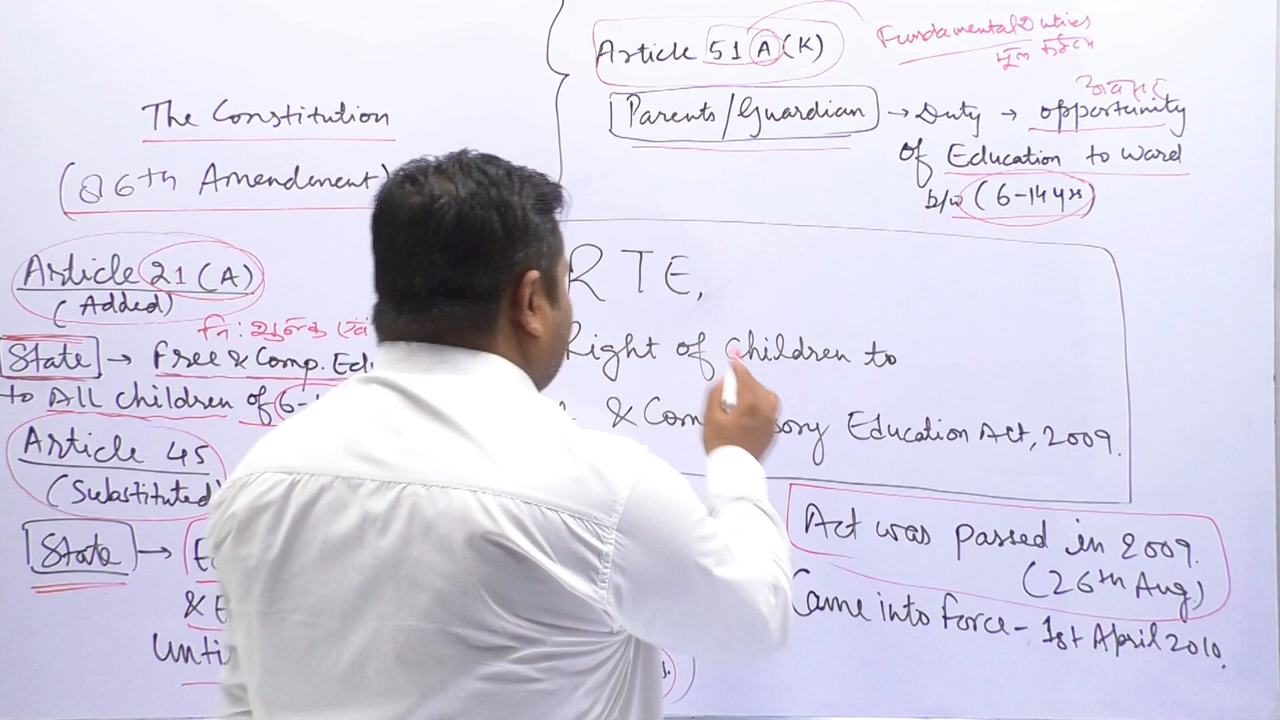 The Constitution
(86th Amendment)
Article 21(A)
(Added)
नि:शुल्क
State → Free & Comp. Ed
to All children of 6-1
Article 45
(Substituted)
State → E
& E
Unti
Article 51A(K)
Fundamental Duties
मूल कर्तव्य
Parents/Guardian → Duty → opportunity
अवसर
of Education to ward
b/w (6-14 yrs)
RTE,
Right of Children to
& Com sory Education Act, 2009.
Act was passed in 2009.
(26th Aug)
Came into force - 1st April 2010.